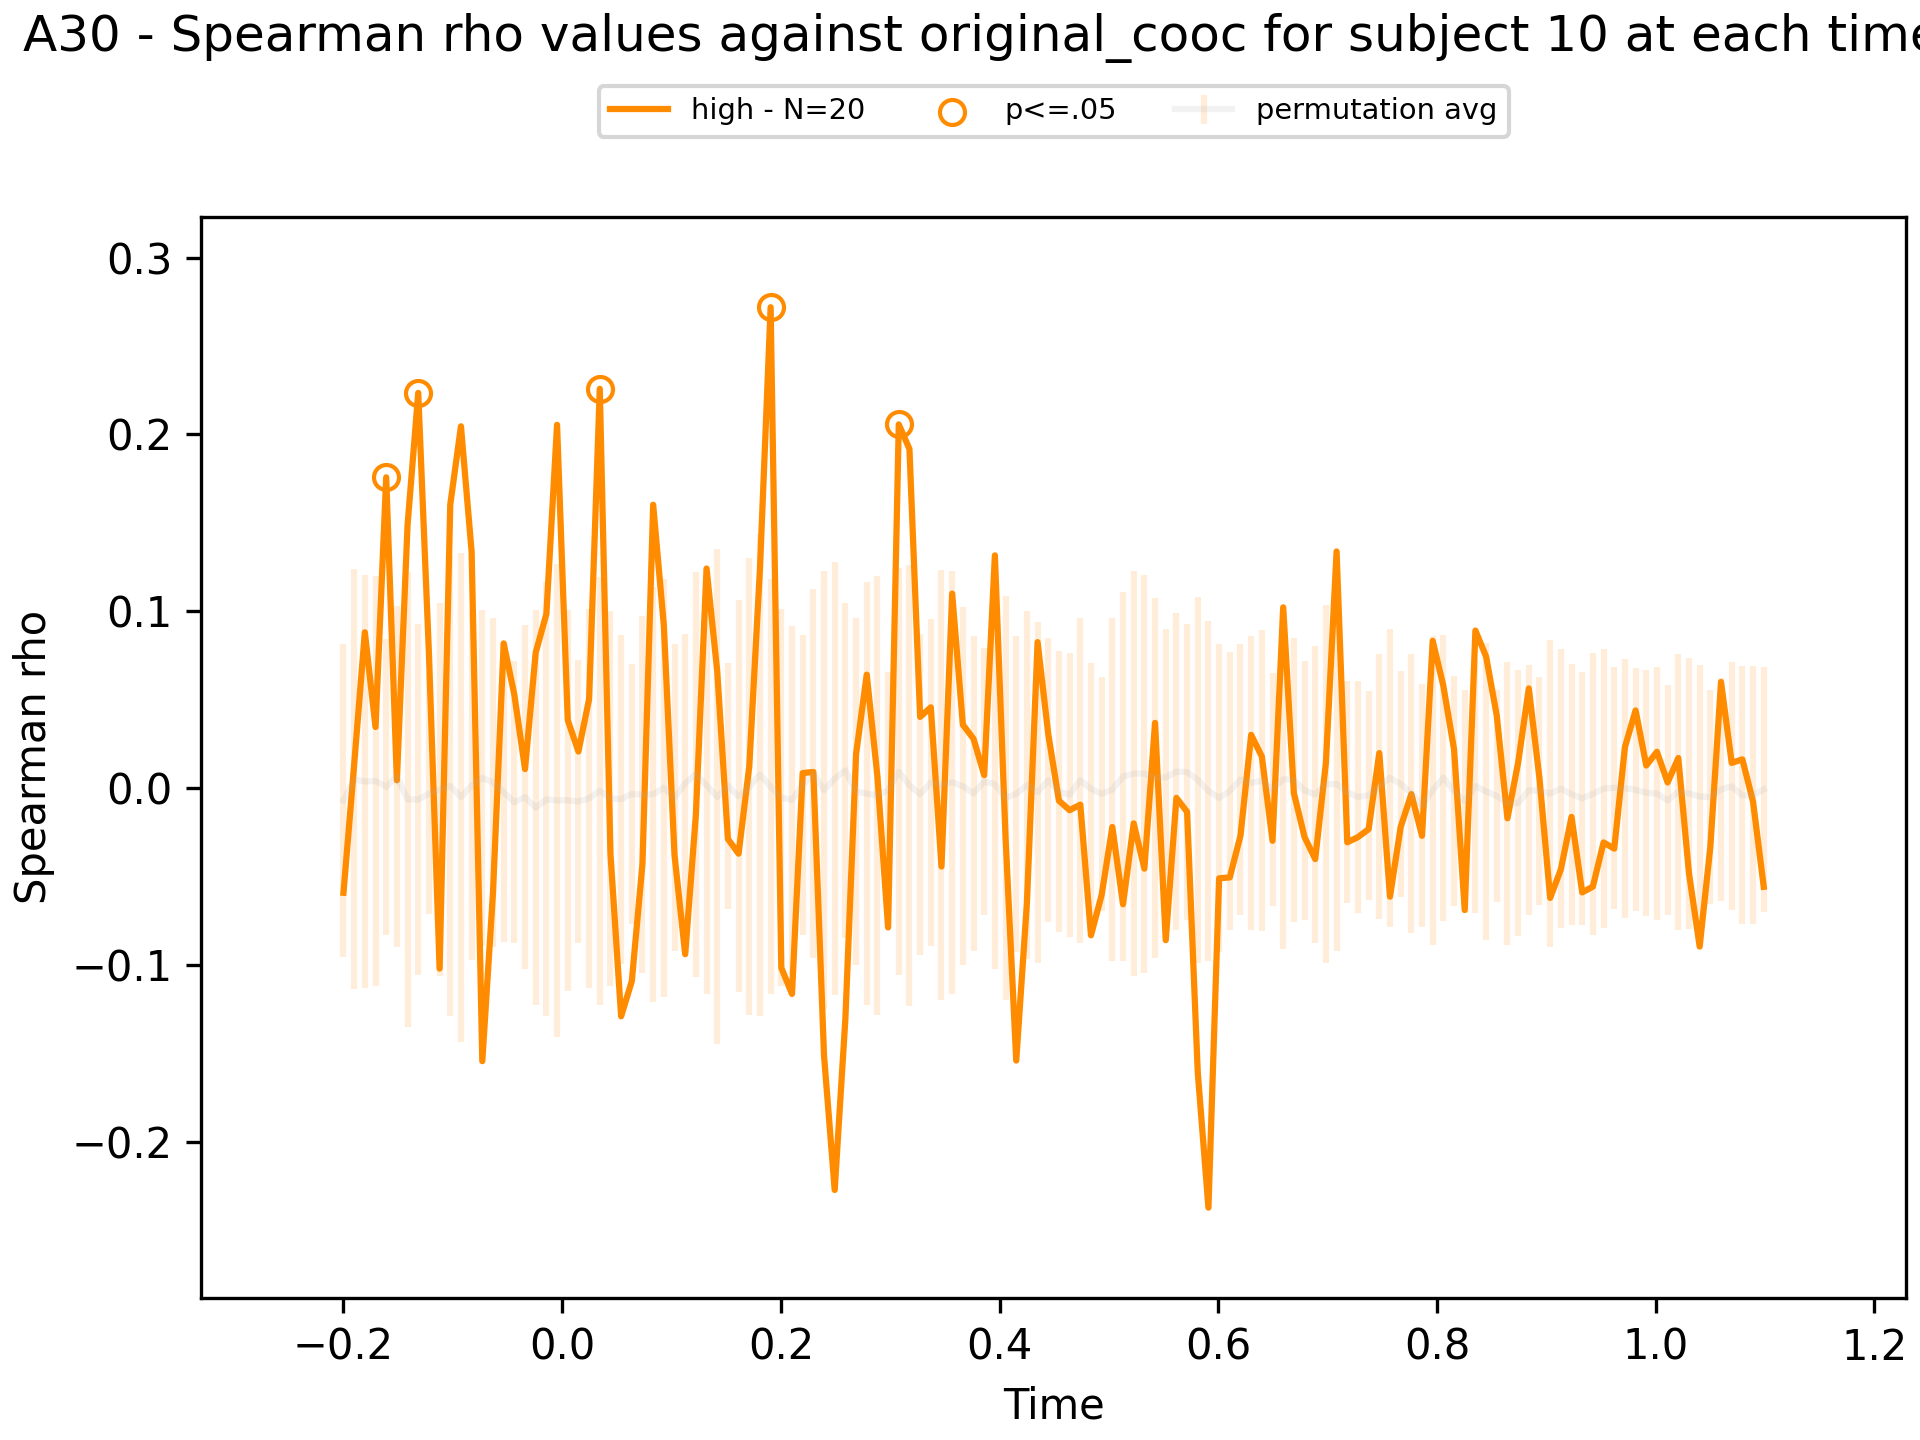 A30 - Spearman rho values against original_cooc for subject 10 at each time
high - N=20 p<=.05 permutation avg
0.3
0.2
0.1
0.0
−0.1
−0.2
Spearman rho
−0.2 0.0 0.2 0.4 0.6 0.8 1.0 1.2
Time